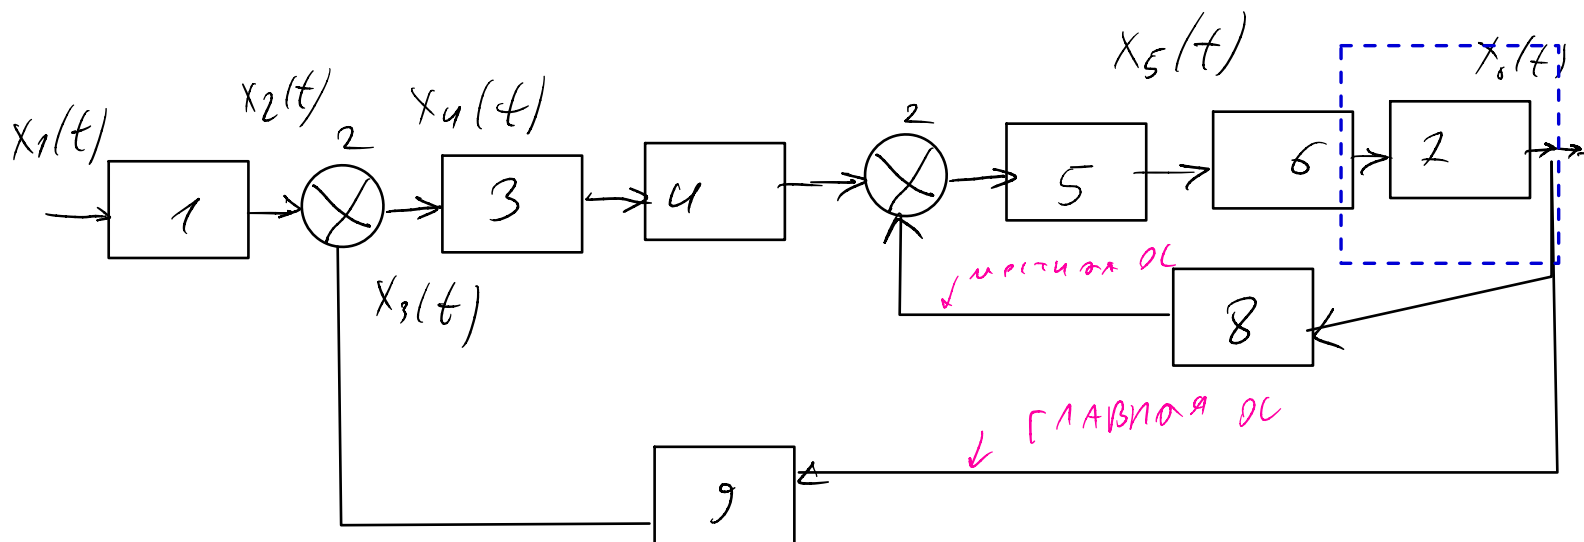 x1(t)
x2(t)
2
x4(t)
2
x5(t)
1
3
4
5
6
7
x3(t)
местная ОС
8
ГЛАВНАЯ ОС
9